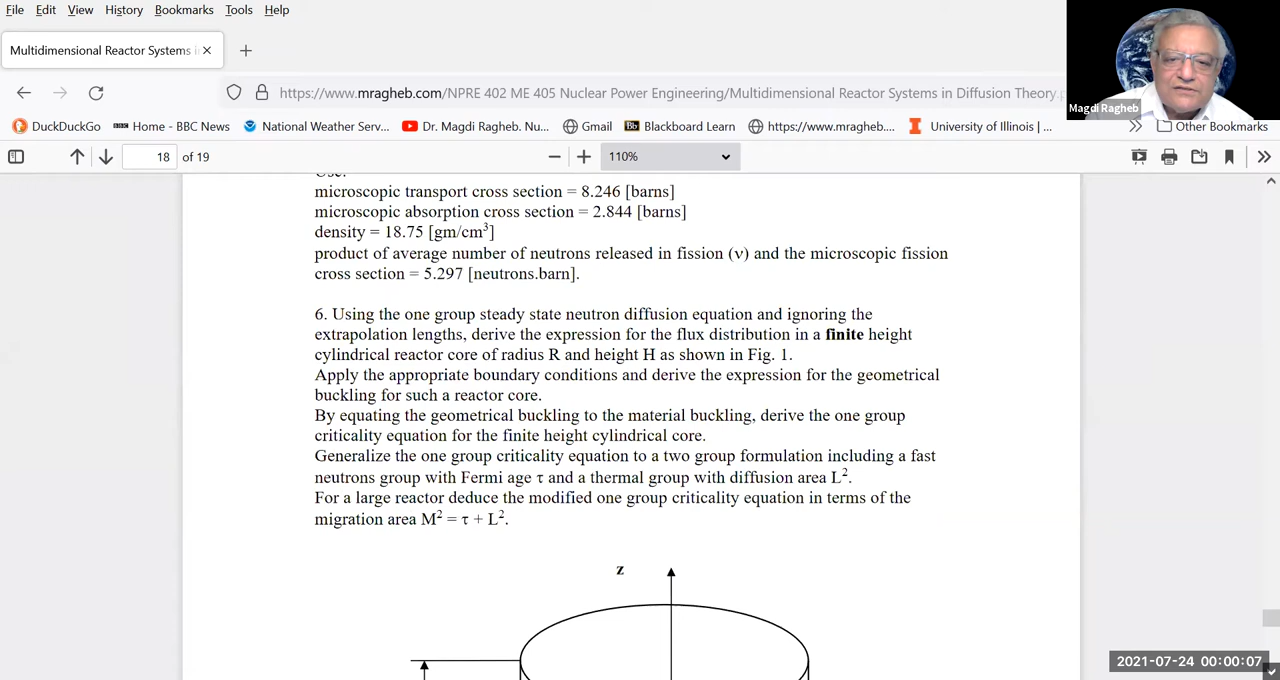 File Edit View History Bookmarks Tools Help
Multidimensional Reactor Systems i
https://www.mragheb.com/NPRE 402 ME 405 Nuclear Power Engineering/Multidimensional Reactor Systems in Diffusion Theory.p
Magdi Ragheb
DuckDuckGo Home - BBC News National Weather Serv... Dr. Magdi Ragheb. Nu... Gmail Blackboard Learn https://www.mragheb.... University of Illinois |... Other Bookmarks
18 of 19 110%
Use:
microscopic transport cross section = 8.246 [barns]
microscopic absorption cross section = 2.844 [barns]
density = 18.75 [gm/cm³]
product of average number of neutrons released in fission (ν) and the microscopic fission
cross section = 5.297 [neutrons.barn].
6. Using the one group steady state neutron diffusion equation and ignoring the
extrapolation lengths, derive the expression for the flux distribution in a finite height
cylindrical reactor core of radius R and height H as shown in Fig. 1.
Apply the appropriate boundary conditions and derive the expression for the geometrical
buckling for such a reactor core.
By equating the geometrical buckling to the material buckling, derive the one group
criticality equation for the finite height cylindrical core.
Generalize the one group criticality equation to a two group formulation including a fast
neutrons group with Fermi age τ and a thermal group with diffusion area L².
For a large reactor deduce the modified one group criticality equation in terms of the
migration area M² = τ + L².
z
2021-07-24 00:00:07